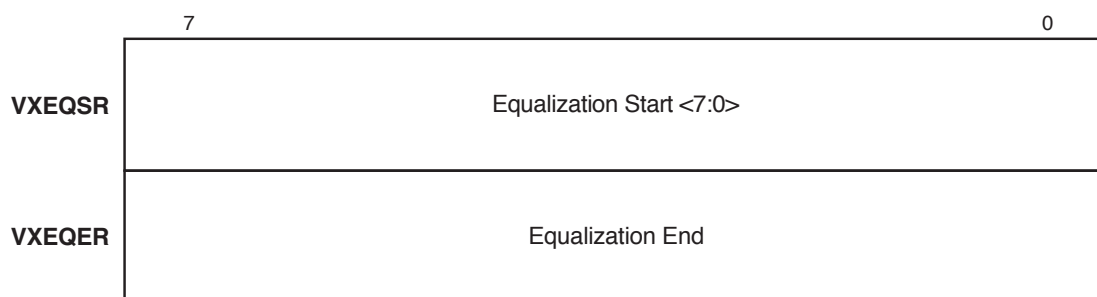 7 0
VXEQSR Equalization Start <7:0>
VXEQER Equalization End